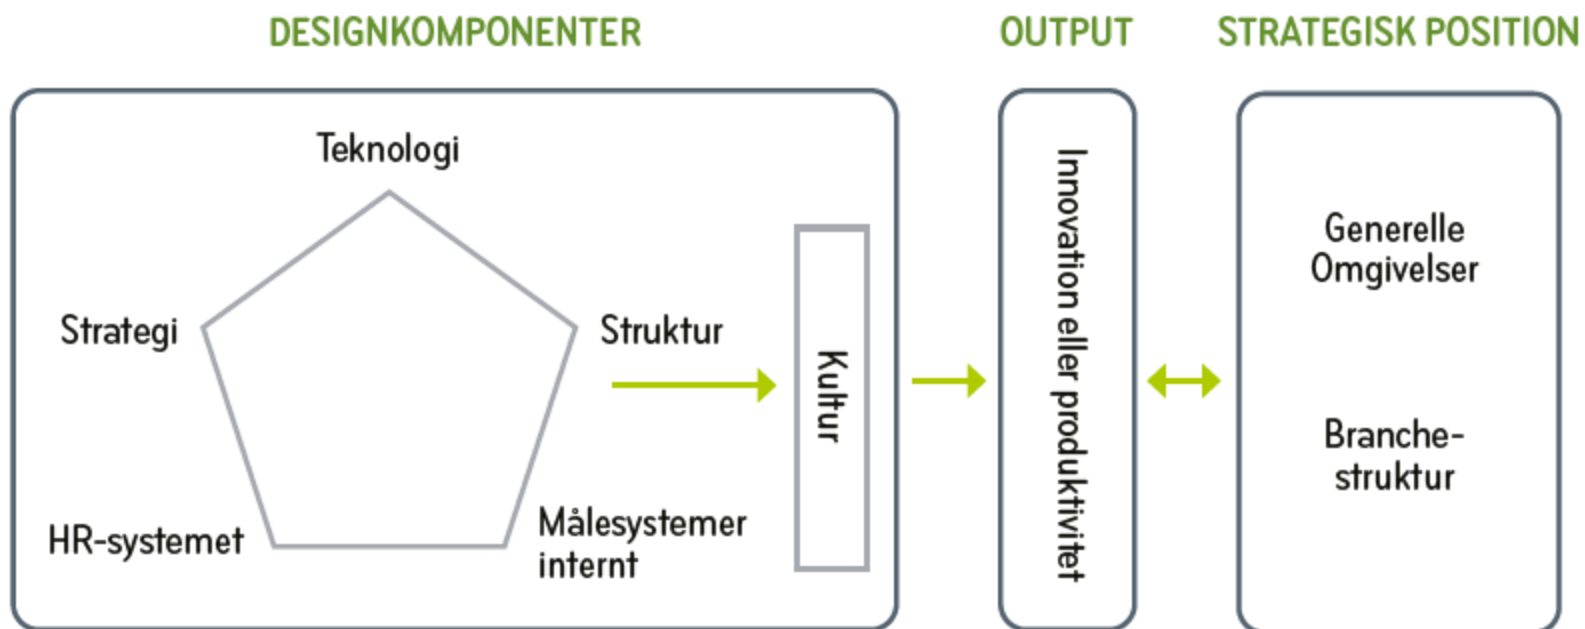 DESIGNKOMPONENTER
OUTPUT
STRATEGISK POSITION
Teknologi
Strategi
Struktur
HR-systemet
Målesystemer
internt
Kultur
Innovation eller produktivitet
Generelle
Omgivelser
Branche-
struktur